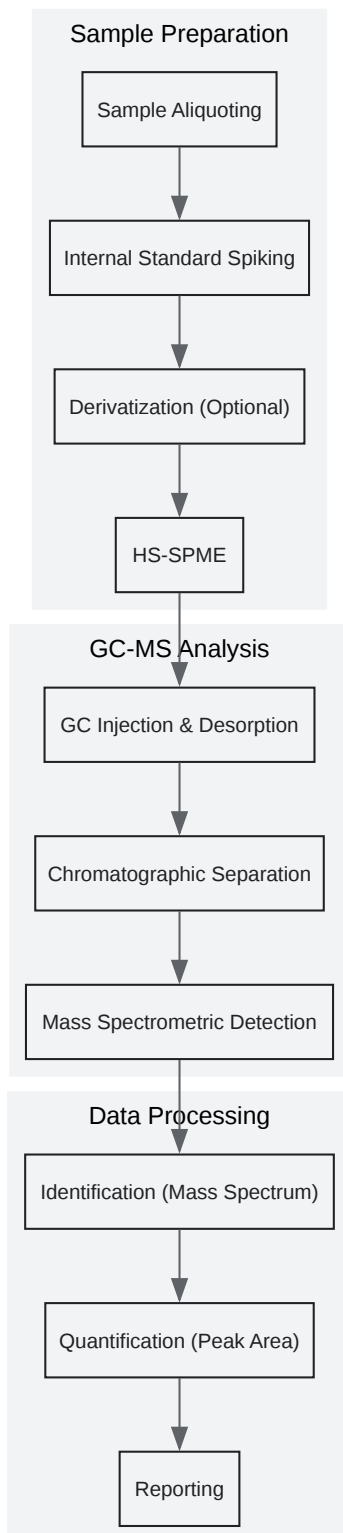 Sample Preparation
Sample Aliquoting
Internal Standard Spiking
Derivatization (Optional)
HS-SPME
GC-MS Analysis
GC Injection & Desorption
Chromatographic Separation
Mass Spectrometric Detection
Data Processing
Identification (Mass Spectrum)
Quantification (Peak Area)
Reporting